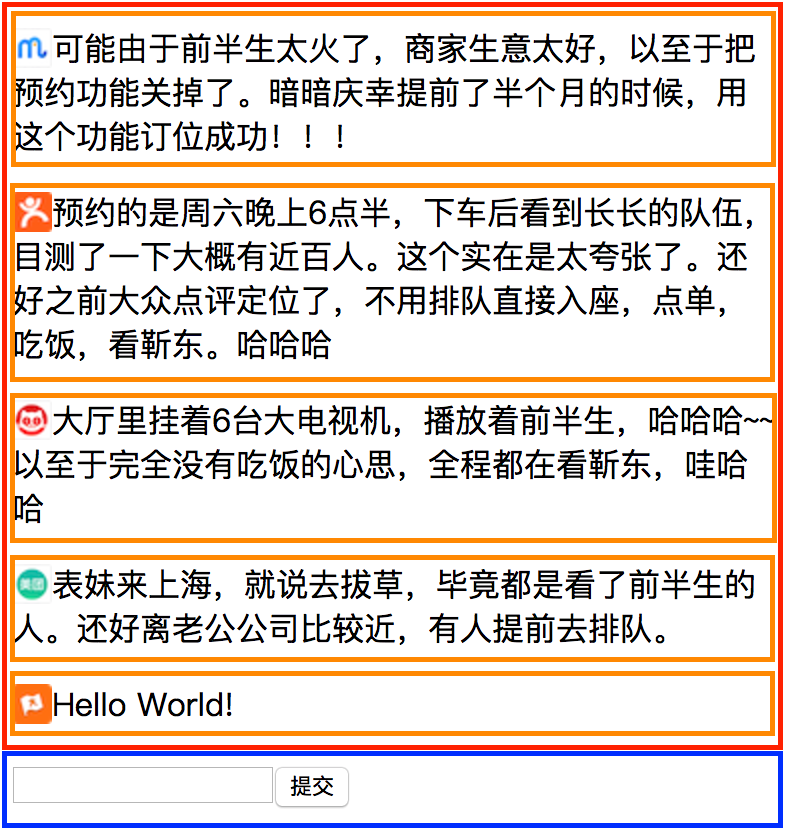 可能由于前半生太火了，商家生意太好，以至于把
预约功能关掉了。暗暗庆幸提前了半个月的时候，用
这个功能订位成功！！！
预约的是周六晚上6点半，下车后看到长长的队伍，
目测了一下大概有近百人。这个实在是太夸张了。还
好之前大众点评定位了，不用排队直接入座，点单，
吃饭，看靳东。哈哈哈
大厅里挂着6台大电视机，播放着前半生，哈哈哈~~
以至于完全没有吃饭的心思，全程都在看靳东，哇哈
哈
美团
表妹来上海，就说去拔草，毕竟都是看了前半生的
人。还好离老公公司比较近，有人提前去排队。
Hello World!
提交